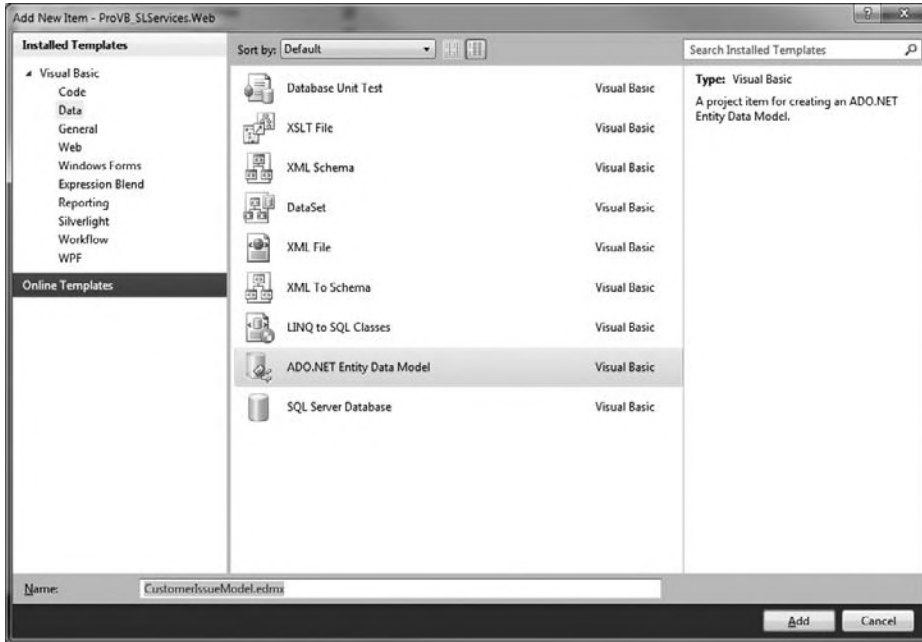 Add New Item - ProVB_SLServices.Web
Installed Templates
Visual Basic
Code
Data
General
Web
Windows Forms
Expression Blend
Reporting
Silverlight
Workflow
WPF
Online Templates
Sort by: Default
Database Unit Test Visual Basic
XSLT File Visual Basic
XML Schema Visual Basic
DataSet Visual Basic
XML File Visual Basic
XML To Schema Visual Basic
LINQ to SQL Classes Visual Basic
ADO.NET Entity Data Model Visual Basic
SQL Server Database Visual Basic
Search Installed Templates
Type: Visual Basic
A project item for creating an ADO.NET
Entity Data Model.
Name: CustomerIssueModel.edmx
Add Cancel